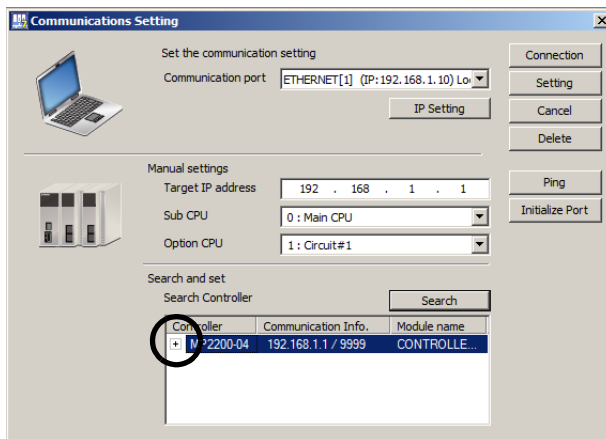 Communications Setting
Set the communication setting
Communication port ETHERNET[1] (IP:192.168.1.10) Lo
IP Setting
Connection
Setting
Cancel
Delete
Manual settings
Target IP address 192 . 168 . 1 . 1
Sub CPU 0 : Main CPU
Option CPU 1 : Circuit#1
Ping
Initialize Port
Search and set
Search Controller Search
Controller Communication Info. Module name
MP2200-04 192.168.1.1 / 9999 CONTROLLE...